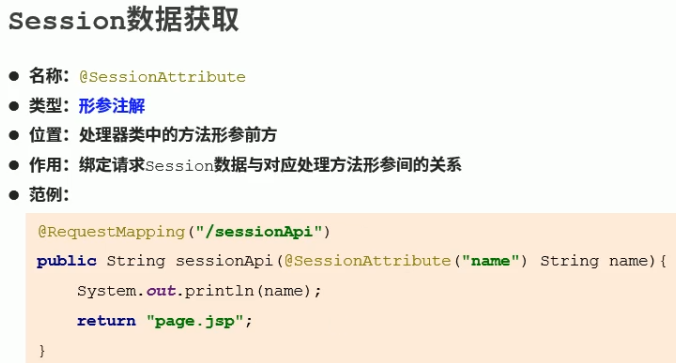 Session数据获取
● 名称：@SessionAttribute
● 类型：形参注解
● 位置：处理器类中的方法形参前方
● 作用：绑定请求Session数据与对应处理方法形参间的关系
● 范例：
@RequestMapping("/sessionApi")
public String sessionApi(@SessionAttribute("name") String name){
    System.out.println(name);
    return "page.jsp";
}